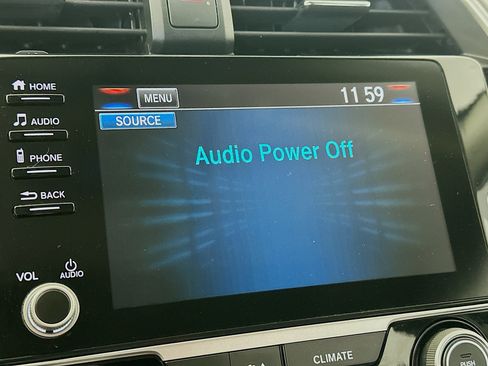 HOME
MENU
11 59
AUDIO
SOURCE
Audio Power Off
PHONE
BACK
VOL
AUDIO
CLIMATE
PUSH